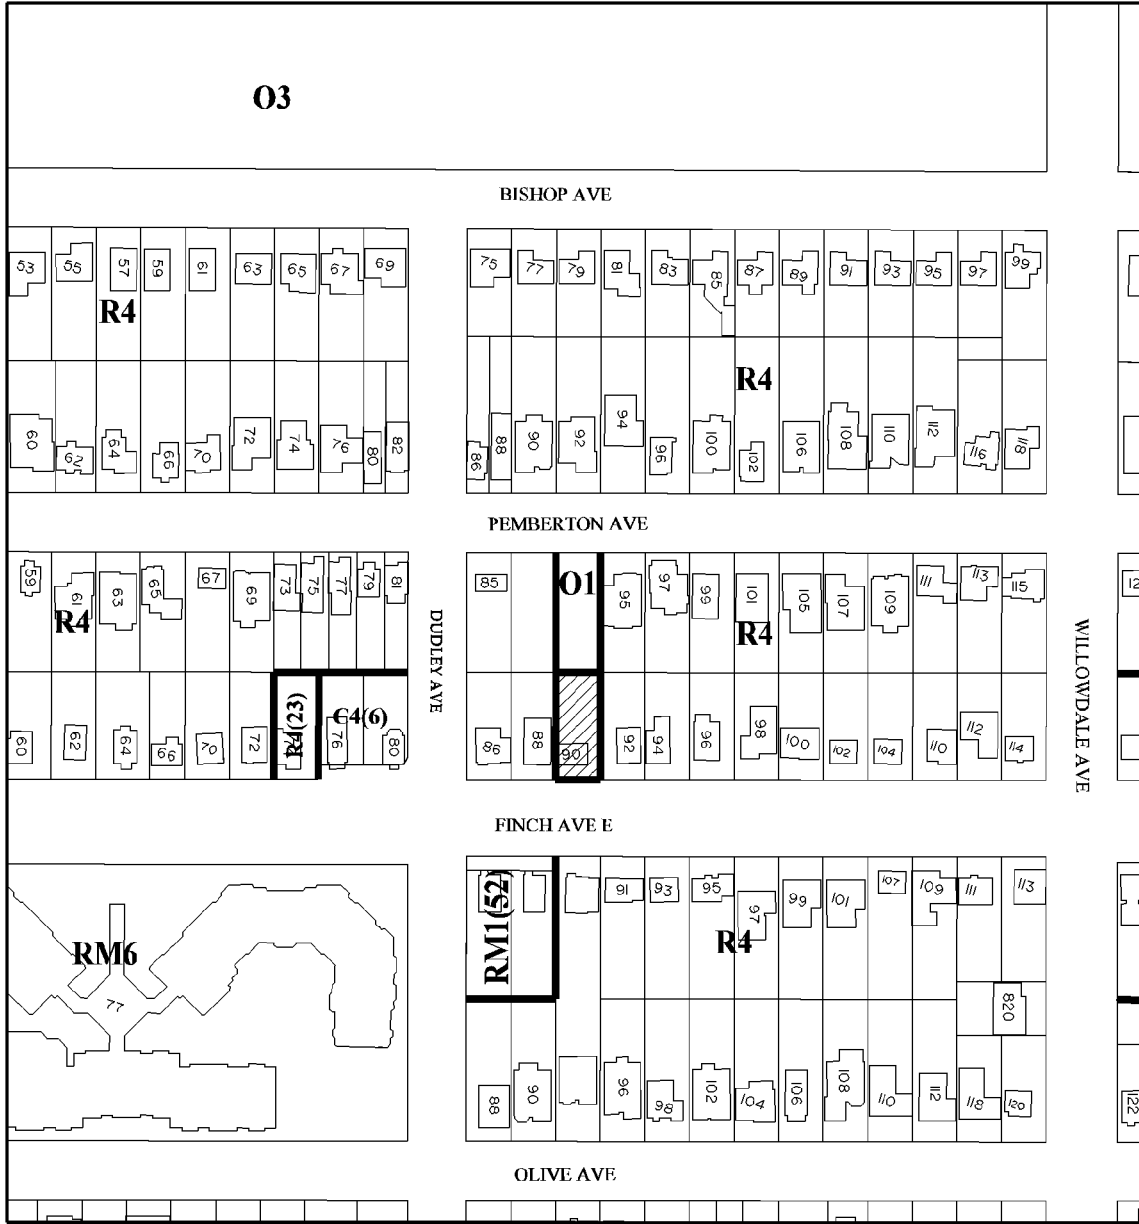 O3
BISHOP AVE
53 55 57 59 61 63 65 67 69 75 77 79 81 83 85 87 89 91 93 95 97 99
R4
R4
60 62 64 66 70 72 74 76 80 82 86 88 90 92 94 96 100 102 106 108 110 112 116 118
PEMBERTON AVE
59 61 63 65 67 69 73 75 77 79 81 85 O1 95 97 99 101 105 107 109 111 113 115
R4
R4
DUDLEY AVE
WILLOWDALE AVE
R4(23)
C4(6)
60 62 64 66 70 72 76 80 86 88 90 92 94 96 98 100 102 104 110 112 114
FINCH AVE E
RM1(52)
91 93 95 97 99 101 107 109 111 113
R4
RM6
77
820
88 90 96 98 102 104 106 108 110 112 118 120 122
OLIVE AVE